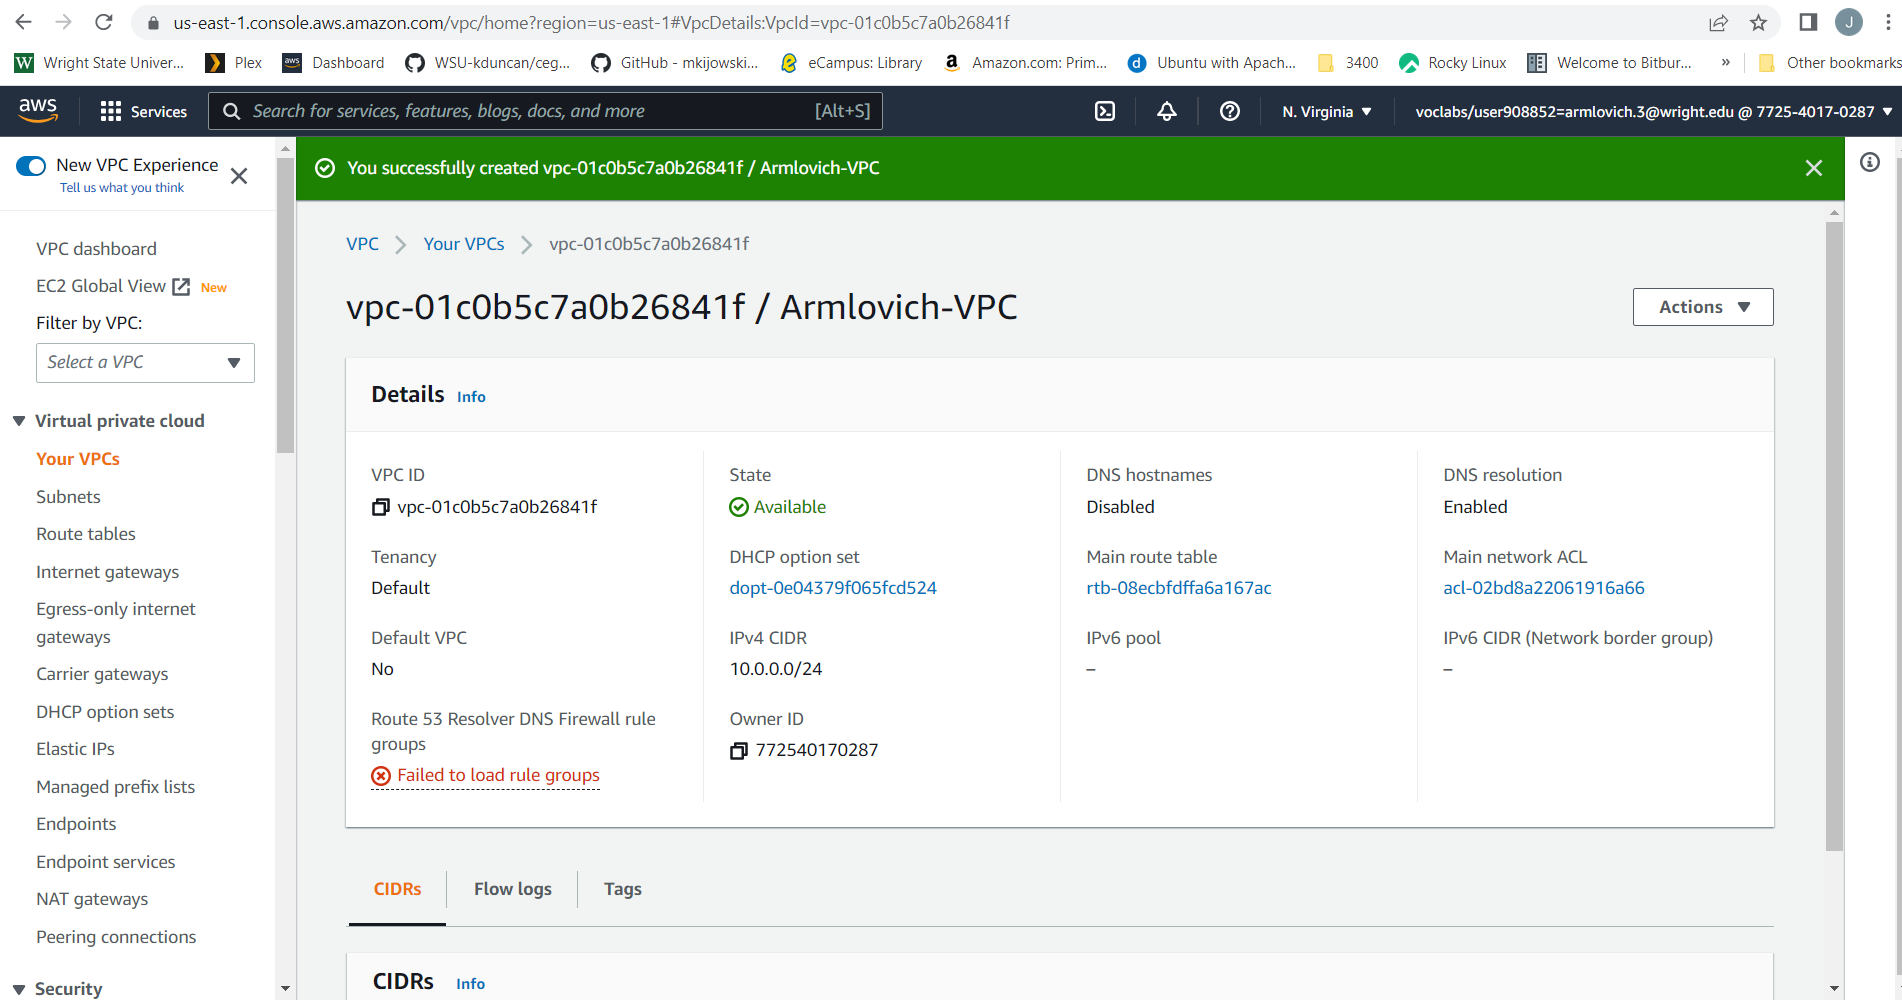 us-east-1.console.aws.amazon.com/vpc/home?region=us-east-1#VpcDetails:VpcId=vpc-01c0b5c7a0b26841f
J
W Wright State Univer... Plex aws Dashboard WSU-kduncan/ceg... GitHub - mkijowski... eCampus: Library a Amazon.com: Prim... d Ubuntu with Apach... 3400 Rocky Linux Welcome to Bitbur... » Other bookmarks
aws Services Search for services, features, blogs, docs, and more [Alt+S] N. Virginia ▼ voclabs/user908852=armlovich.3@wright.edu @ 7725-4017-0287 ▼
New VPC Experience
Tell us what you think
VPC dashboard
EC2 Global View New
Filter by VPC:
Select a VPC
Virtual private cloud
Your VPCs
Subnets
Route tables
Internet gateways
Egress-only internet
gateways
Carrier gateways
DHCP option sets
Elastic IPs
Managed prefix lists
Endpoints
Endpoint services
NAT gateways
Peering connections
Security
You successfully created vpc-01c0b5c7a0b26841f / Armlovich-VPC
VPC > Your VPCs > vpc-01c0b5c7a0b26841f
vpc-01c0b5c7a0b26841f / Armlovich-VPC
Actions ▼
Details Info
VPC ID
vpc-01c0b5c7a0b26841f
State
Available
DNS hostnames
Disabled
DNS resolution
Enabled
Tenancy
Default
DHCP option set
dopt-0e04379f065fcd524
Main route table
rtb-08ecbfdffa6a167ac
Main network ACL
acl-02bd8a22061916a66
Default VPC
No
IPv4 CIDR
10.0.0.0/24
IPv6 pool
–
IPv6 CIDR (Network border group)
–
Route 53 Resolver DNS Firewall rule
groups
Failed to load rule groups
Owner ID
772540170287
CIDRs Flow logs Tags
CIDRs Info